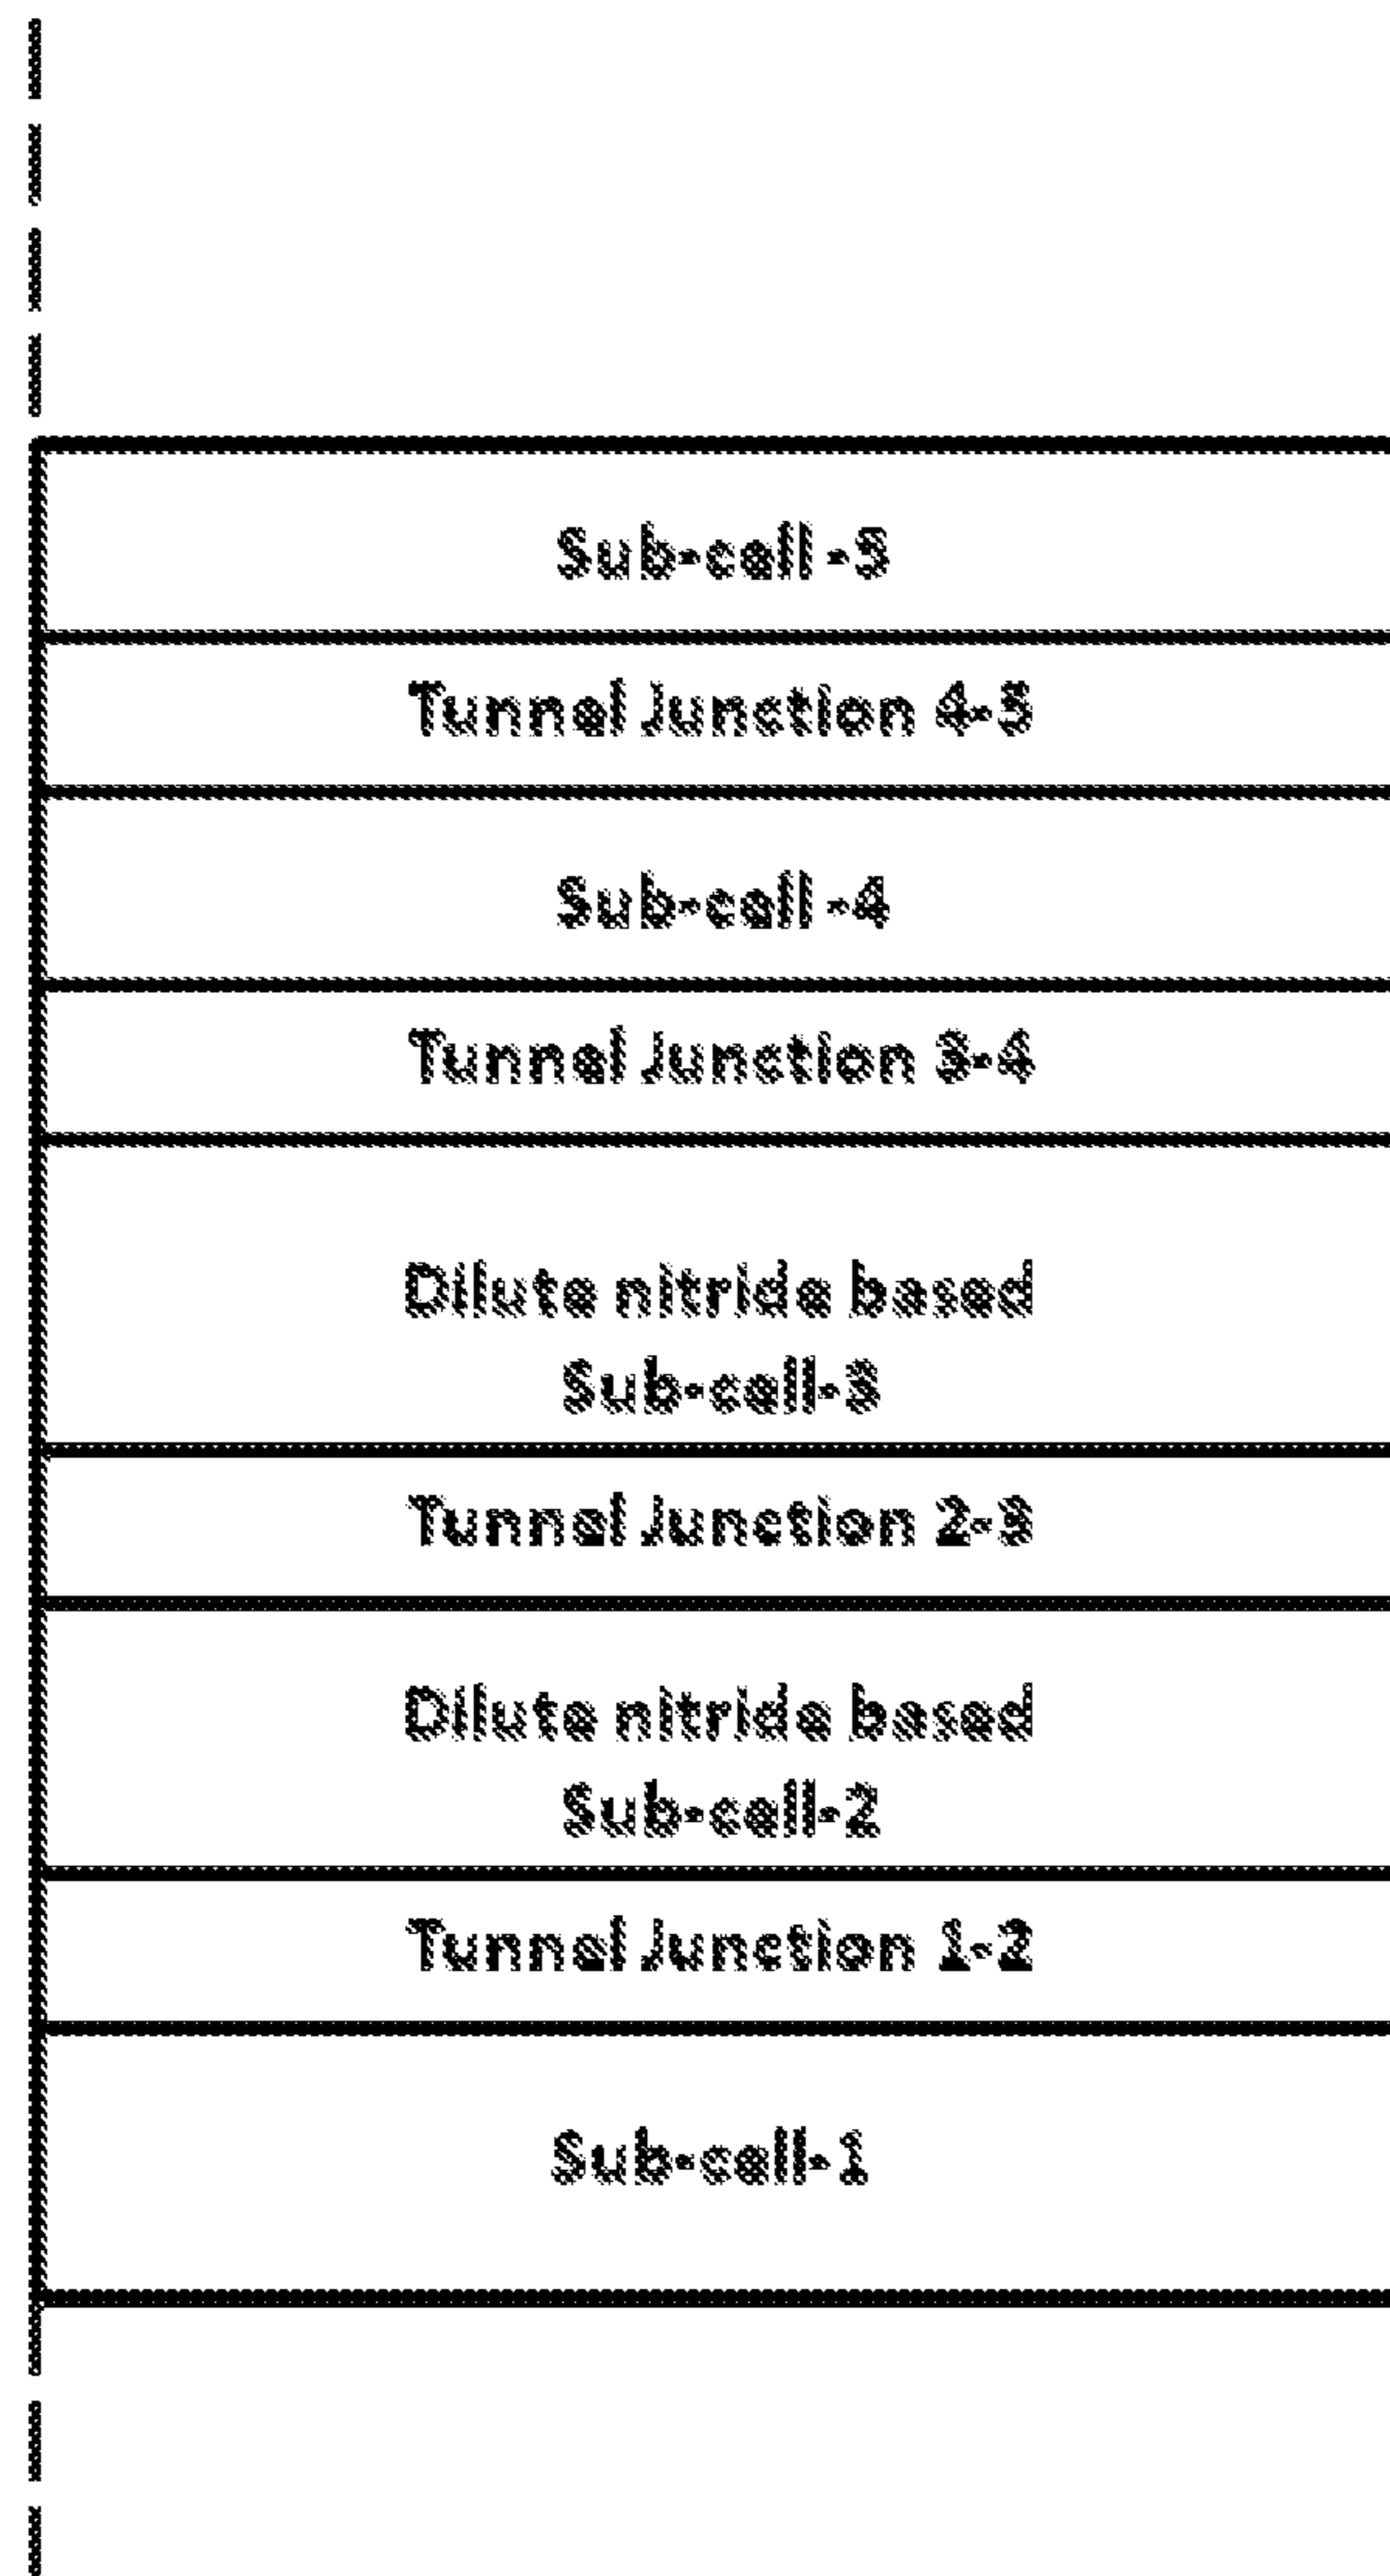 Sub-cell -5
Tunnel Junction 4-5
Sub-cell -4
Tunnel Junction 3-4
Dilute nitride based
Sub-cell-3
Tunnel Junction 2-3
Dilute nitride based
Sub-cell-2
Tunnel Junction 1-2
Sub-cell-1